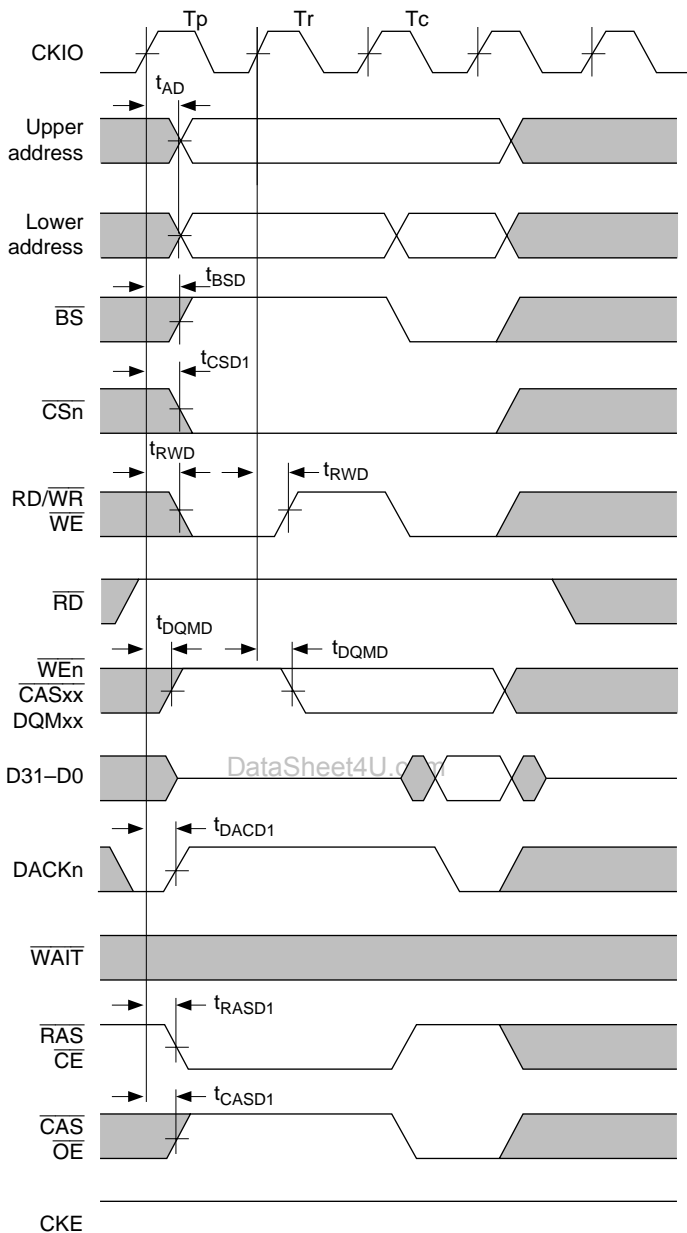 Tp Tr Tc
CKIO
tAD
Upper
address
Lower
address
tBSD
BS
tCSD1
CSn
tRWD tRWD
RD/WR
WE
RD
tDQMD tDQMD
WEn
CASxx
DQMxx
DataSheet4U.com
D31–D0
tDACD1
DACKn
WAIT
tRASD1
RAS
CE
tCASD1
CAS
OE
CKE